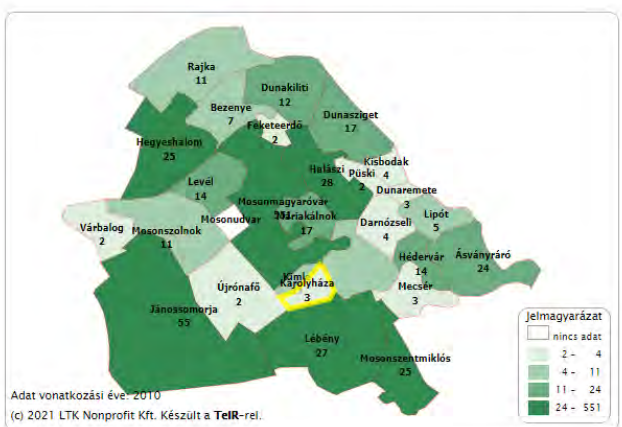 Rajka
11
Dunakiliti
12
Bezenye
7
Dunasziget
17
Feketeerdő
2
Hegyeshalom
25
Halászi
28
Kisbodak
4
Püski
2
Levél
14
Dunaremete
3
Mosonmagyaróvár
551
Máriakálnok
17
Mosonudvar
Lipót
5
Darnózseli
4
Várbalog
2
Mosonszolnok
11
Hédervár
14
Ásványráró
24
Kimle
Károlyháza
3
Újrónafő
2
Mecsér
3
Jánossomorja
55
Lébény
27
Mosonszentmiklós
25
Jelmagyarázat
nincs adat
2 - 4
4 - 11
11 - 24
24 - 551
Adat vonatkozási éve: 2010
(c) 2021 LTK Nonprofit Kft. Készült a TeIR-rel.